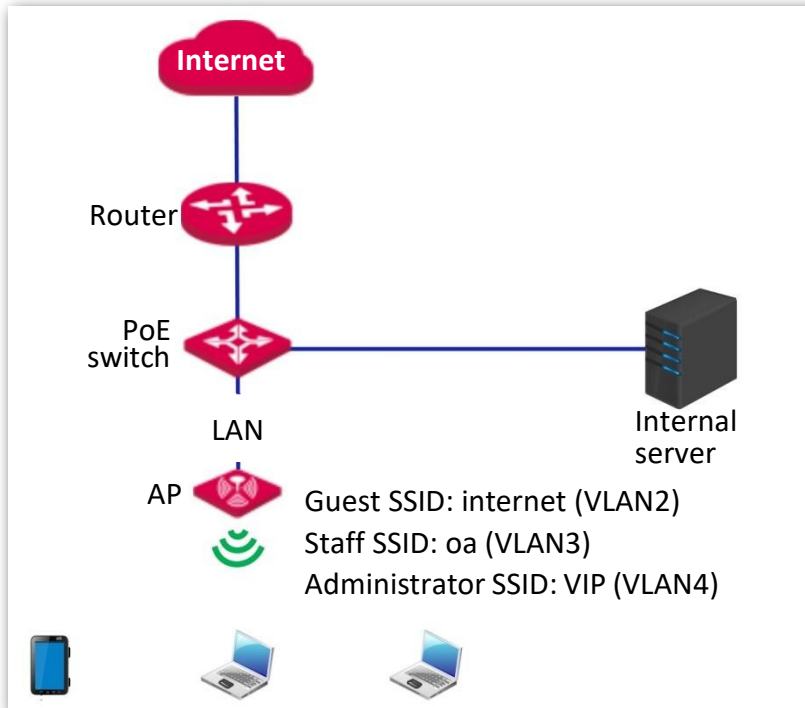 Internet
Router
PoE
switch
LAN
Internal
server
AP
Guest SSID: internet (VLAN2)
Staff SSID: oa (VLAN3)
Administrator SSID: VIP (VLAN4)